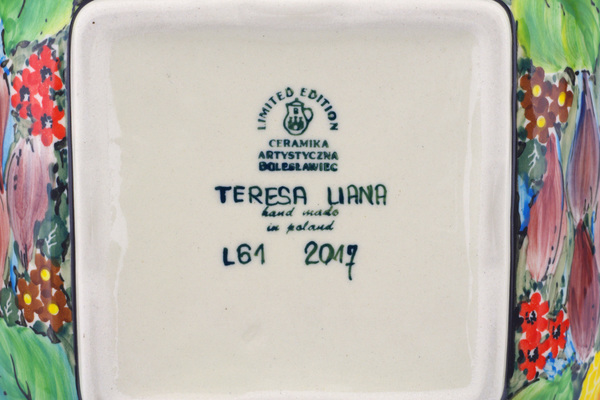 LIMITED EDITION
CERAMIKA
ARTYSTYCZNA
BOLESŁAWIEC
TERESA LIANA
hand made
in poland
L61 2017